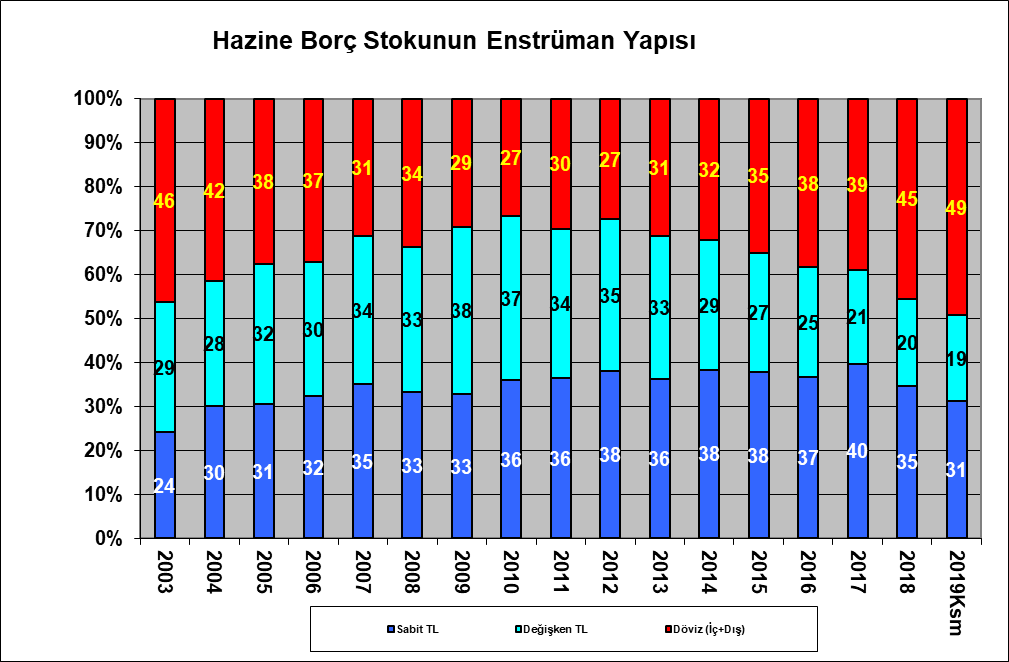 Hazine Borç Stokunun Enstrüman Yapısı
100%
90%
80%
70%
60%
50%
40%
30%
20%
10%
0%
46 42 38 37 31 34 29 27 30 27 31 32 35 38 39 45 49
29 28 32 30 34 33 38 37 34 35 33 29 27 25 21 20 19
24 30 31 32 35 33 33 36 36 38 36 38 38 37 40 35 31
2003 2004 2005 2006 2007 2008 2009 2010 2011 2012 2013 2014 2015 2016 2017 2018 2019Ksm
Sabit TL Değişken TL Döviz (İç+Dış)